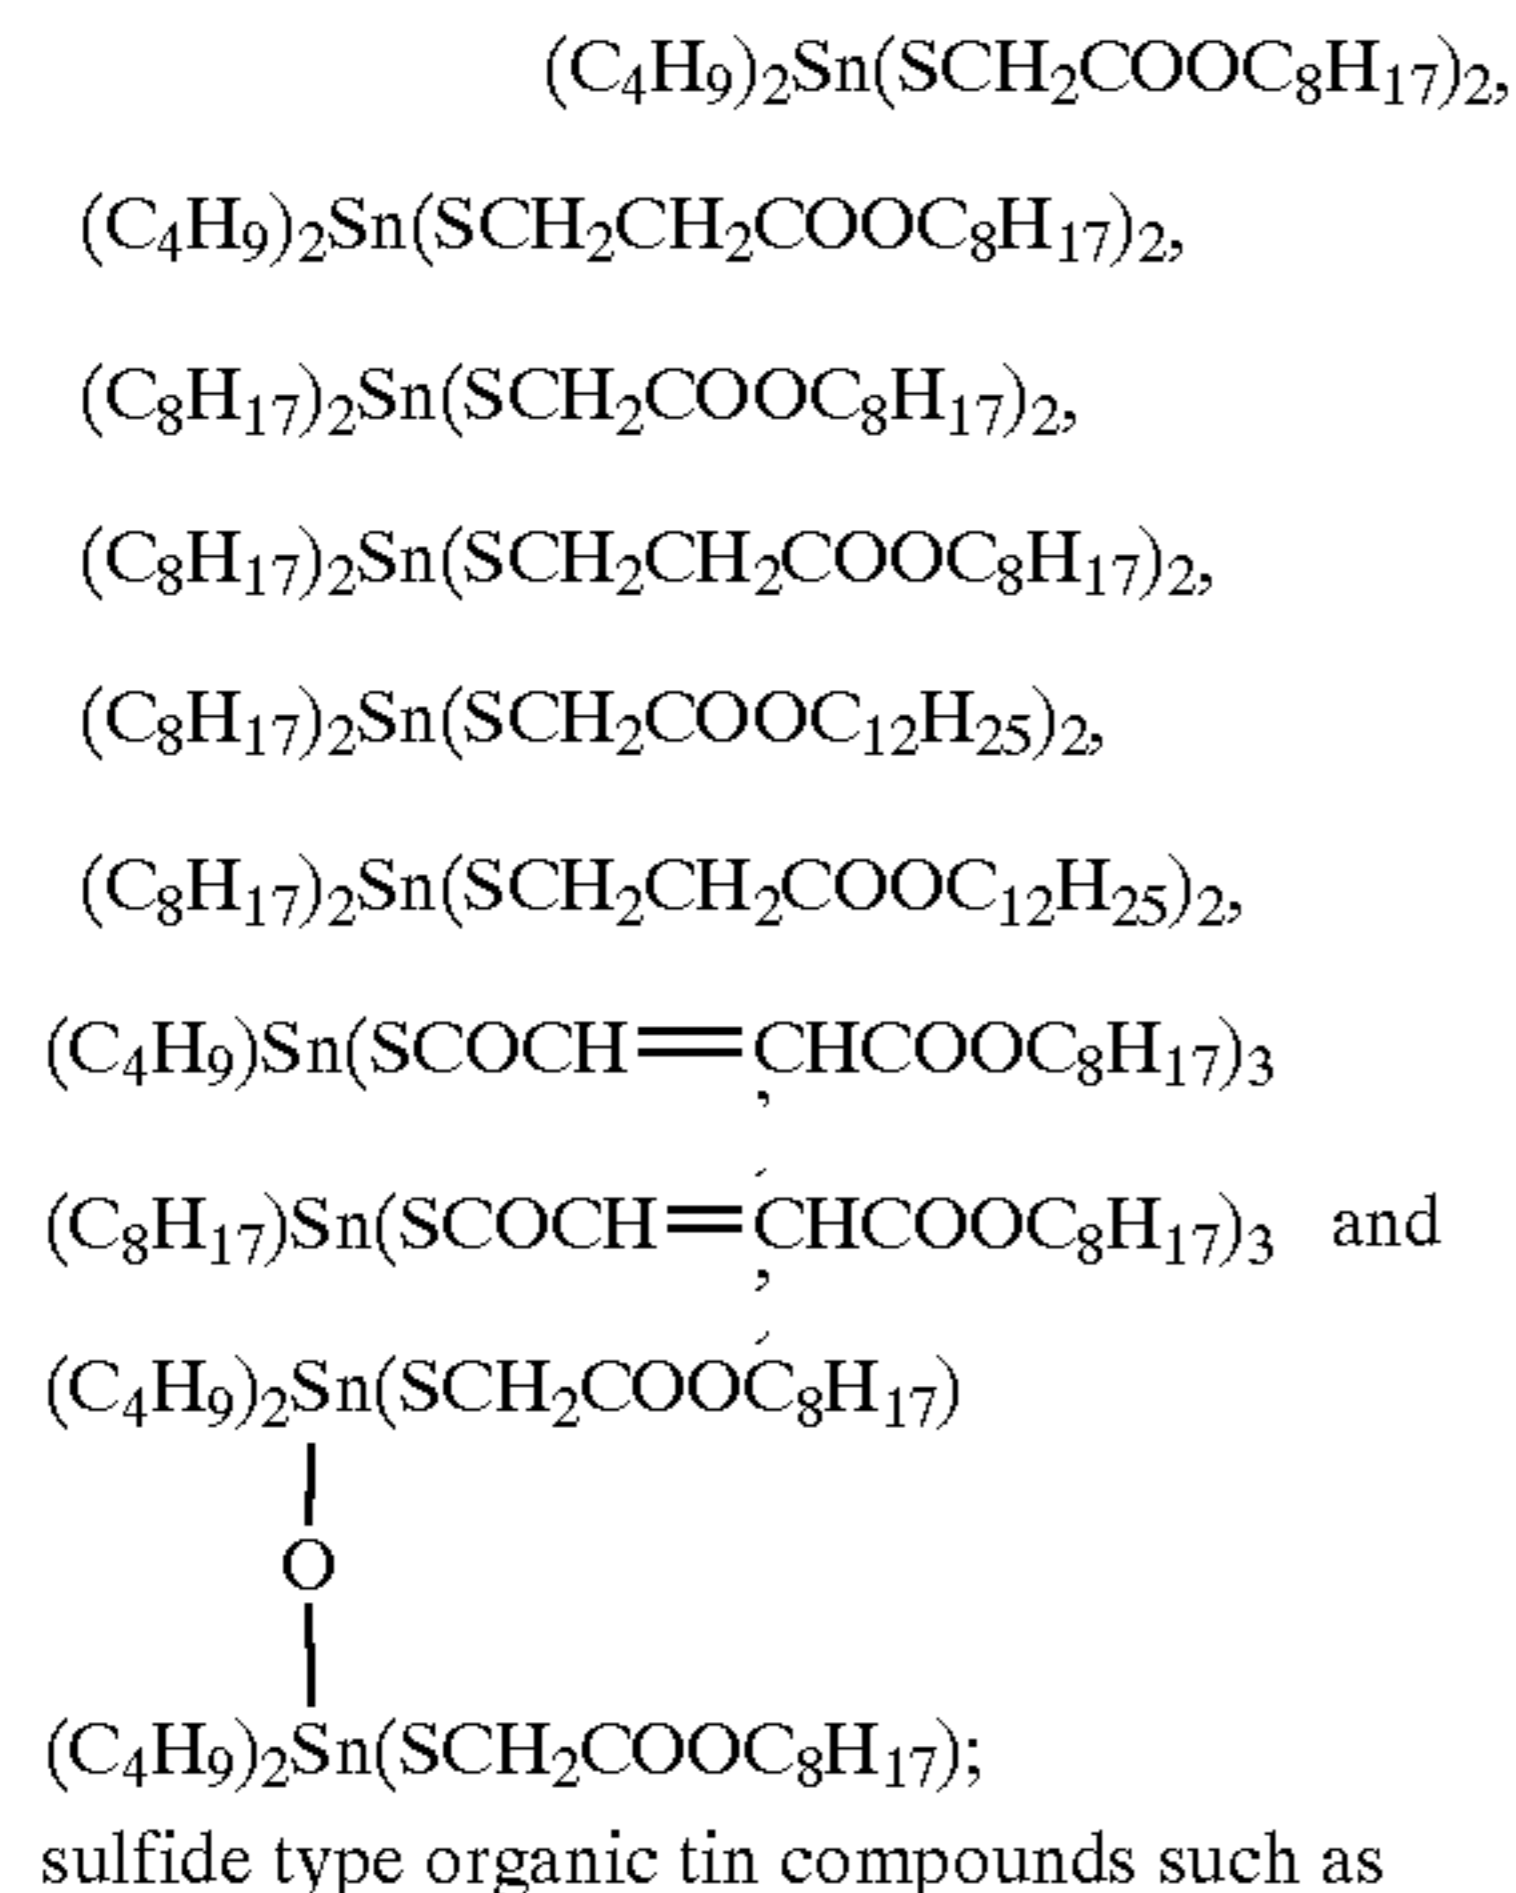 (C₄H₉)₂Sn(SCH₂COOC₈H₁₇)₂,
(C₄H₉)₂Sn(SCH₂CH₂COOC₈H₁₇)₂,
(C₈H₁₇)₂Sn(SCH₂COOC₈H₁₇)₂,
(C₈H₁₇)₂Sn(SCH₂CH₂COOC₈H₁₇)₂,
(C₈H₁₇)₂Sn(SCH₂COOC₁₂H₂₅)₂,
(C₈H₁₇)₂Sn(SCH₂CH₂COOC₁₂H₂₅)₂,
(C₄H₉)Sn(SCOCH=CHCOOC₈H₁₇)₃
,
(C₈H₁₇)Sn(SCOCH=CHCOOC₈H₁₇)₃ and
,
(C₄H₉)₂Sn(SCH₂COOC₈H₁₇)
O
(C₄H₉)₂Sn(SCH₂COOC₈H₁₇);
sulfide type organic tin compounds such as